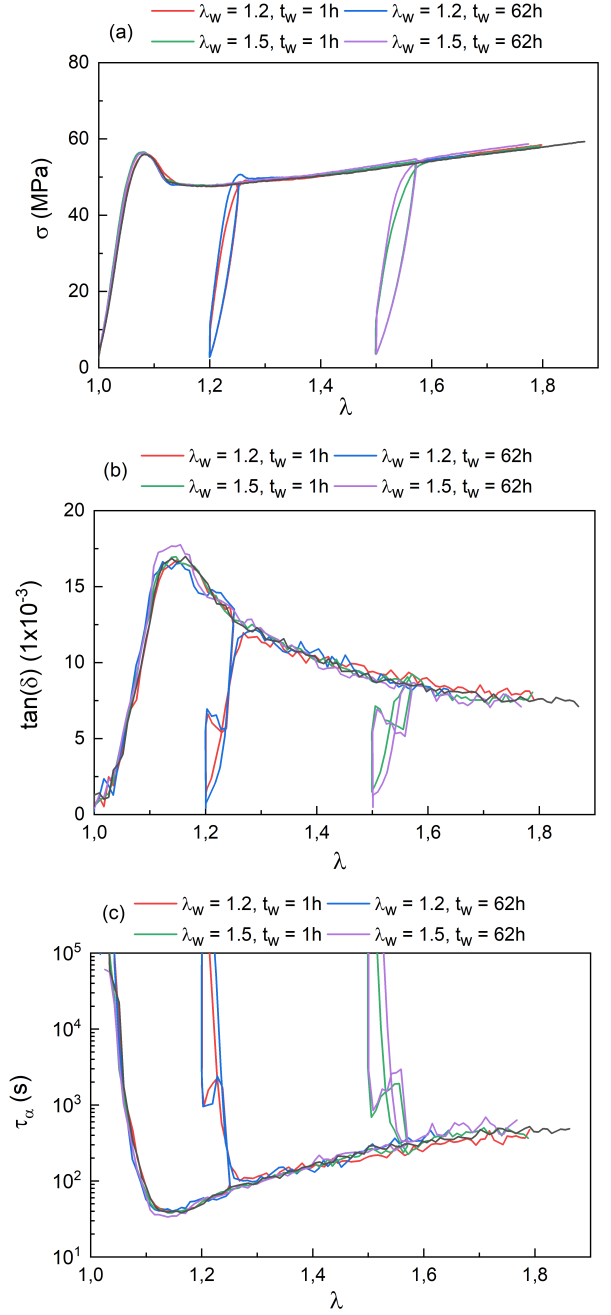 (a)
λw = 1.2, tw = 1h
λw = 1.2, tw = 62h
λw = 1.5, tw = 1h
λw = 1.5, tw = 62h
80
60
40
20
0
σ (MPa)
1,0 1,2 1,4 1,6 1,8
λ
(b)
λw = 1.2, tw = 1h
λw = 1.2, tw = 62h
λw = 1.5, tw = 1h
λw = 1.5, tw = 62h
20
15
10
5
0
tan(δ) (1x10⁻³)
1,0 1,2 1,4 1,6 1,8
λ
(c)
λw = 1.2, tw = 1h
λw = 1.2, tw = 62h
λw = 1.5, tw = 1h
λw = 1.5, tw = 62h
10⁵
10⁴
10³
10²
10¹
τα (s)
1,0 1,2 1,4 1,6 1,8
λ